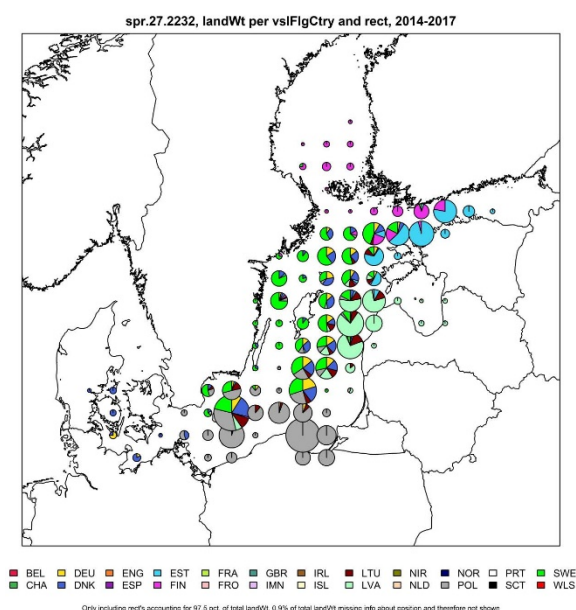 spr.27.2232, landWt per vslFlgCtry and rect, 2014-2017
BEL DEU ENG EST FRA GBR IRL LTU NIR NOR PRT SWE
CHA DNK ESP FIN FRO IMN ISL LVA NLD POL SCT WLS
Only including rect's accounting for 97.5 pct. of total landWt. 0.9% of total landWt missing info about position and therefore not shown